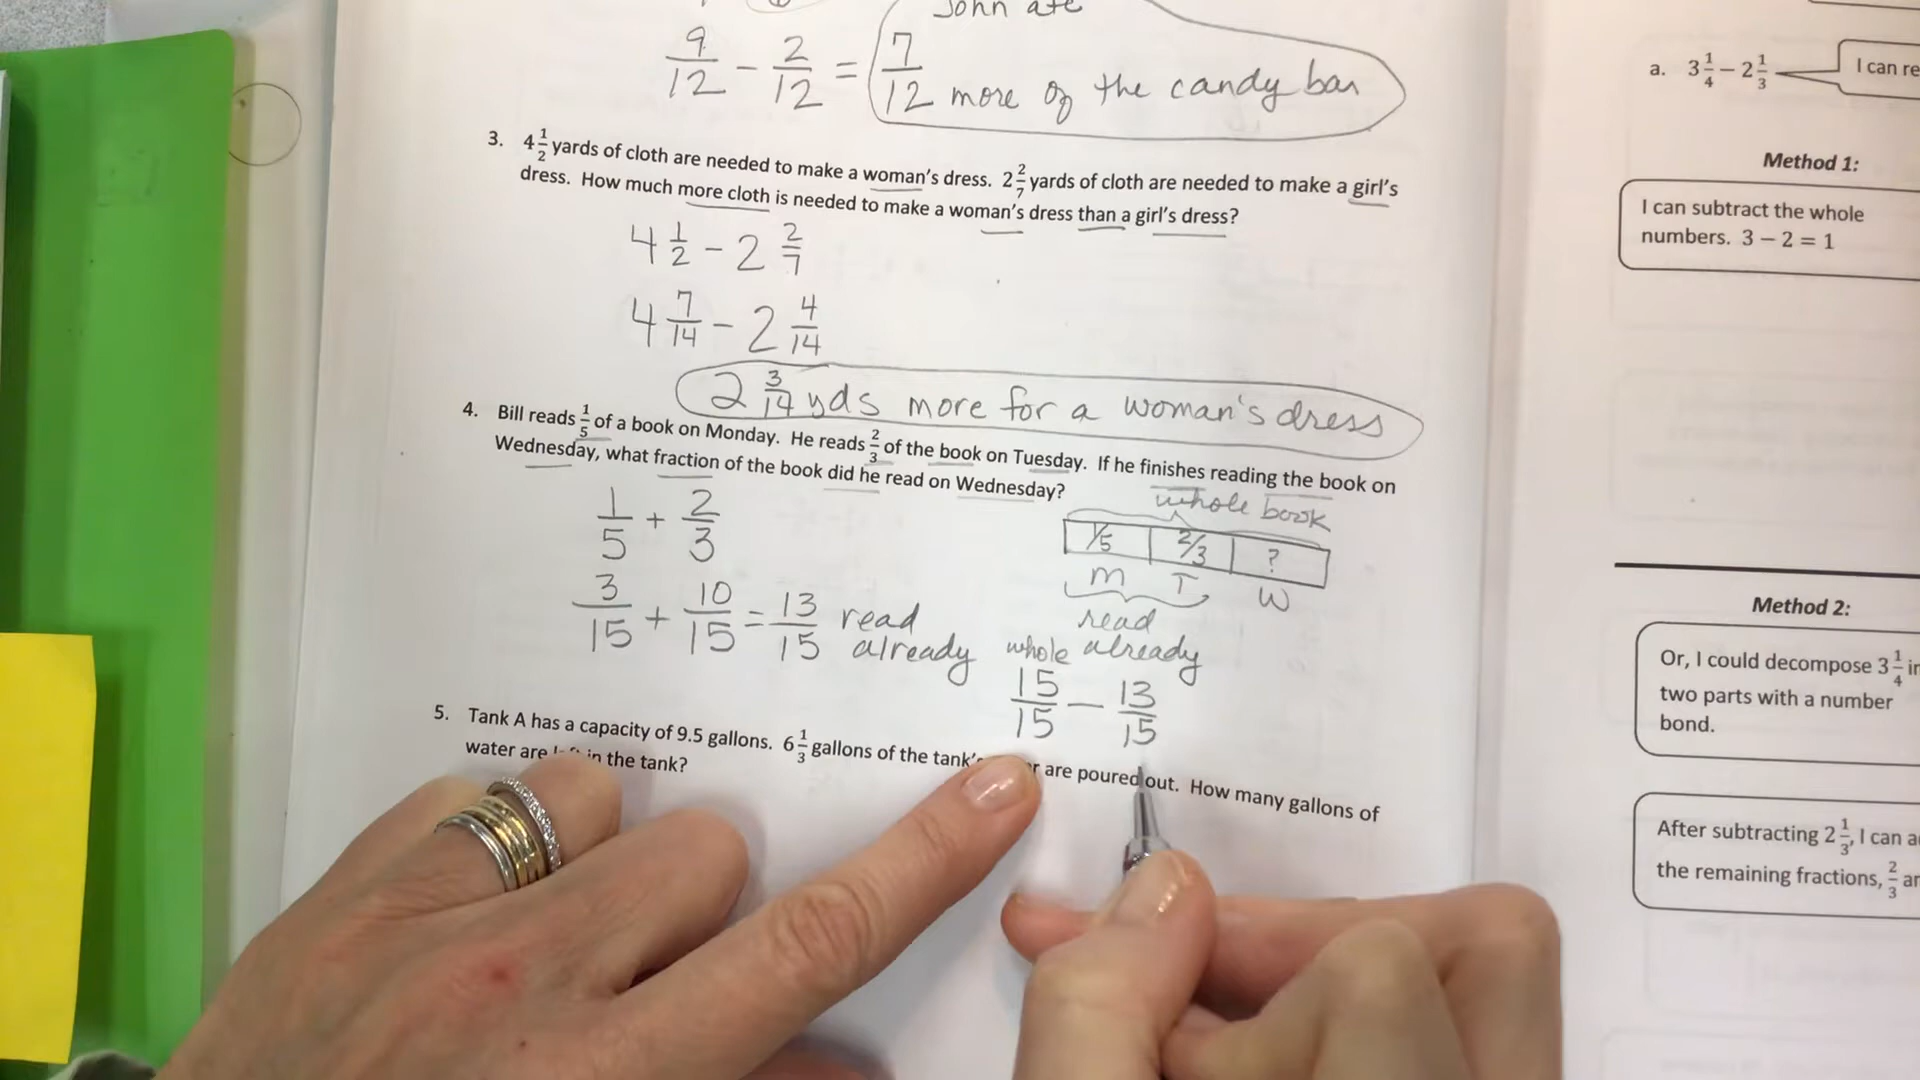 John ate
9/12 - 2/12 = 7/12 more of the candy bar
3. 4 1/2 yards of cloth are needed to make a woman's dress. 2 2/7 yards of cloth are needed to make a girl's
dress. How much more cloth is needed to make a woman's dress than a girl's dress?
4 1/2 - 2 2/7
4 7/14 - 2 4/14
2 3/14 yds more for a woman's dress
4. Bill reads 1/5 of a book on Monday. He reads 2/3 of the book on Tuesday. If he finishes reading the book on
Wednesday, what fraction of the book did he read on Wednesday?
whole book
1/5 2/3 ?
M T W
read
already
1/5 + 2/3
3/15 + 10/15 = 13/15 read
already
whole
15/15 - 13/15
5. Tank A has a capacity of 9.5 gallons. 6 1/3 gallons of the tank's are poured out. How many gallons of
water are in the tank?
a. 3 1/4 - 2 1/3
I can re
Method 1:
I can subtract the whole
numbers. 3 – 2 = 1
Method 2:
Or, I could decompose 3 1/4 in
two parts with a number
bond.
After subtracting 2 1/3, I can a
the remaining fractions, 2/3 an